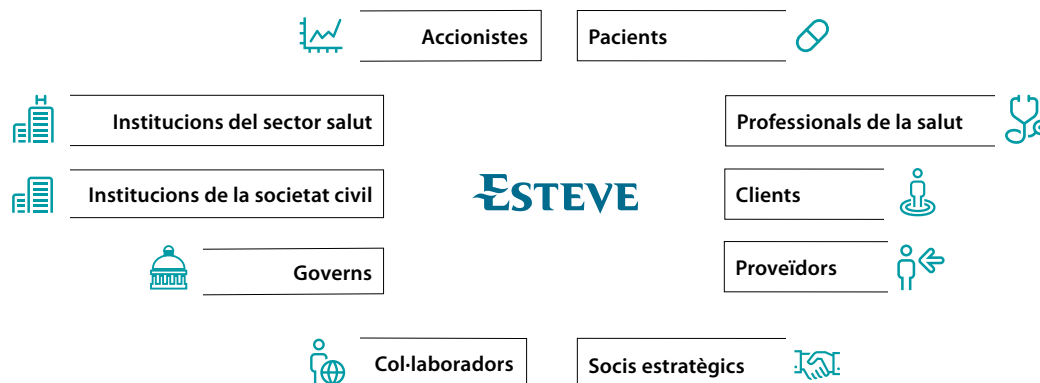 Accionistes
Pacients
Institucions del sector salut
Professionals de la salut
Institucions de la societat civil
ESTEVE
Clients
Governs
Proveïdors
Col·laboradors
Socis estratègics